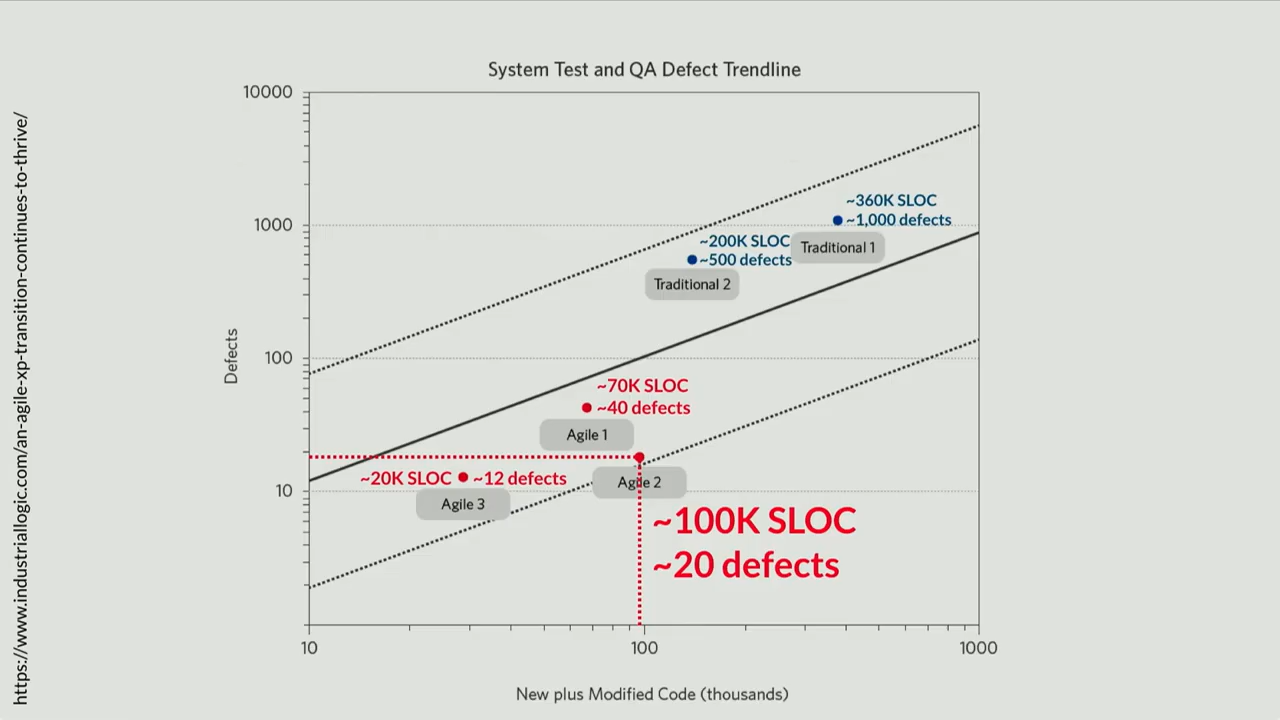 System Test and QA Defect Trendline
10000
1000
100
10
Defects
~360K SLOC
~1,000 defects
Traditional 1
~200K SLOC
~500 defects
Traditional 2
~70K SLOC
~40 defects
Agile 1
~20K SLOC
~12 defects
Agile 3
Agile 2
~100K SLOC
~20 defects
10
100
1000
New plus Modified Code (thousands)
https://www.industriallogic.com/an-agile-xp-transition-continues-to-thrive/